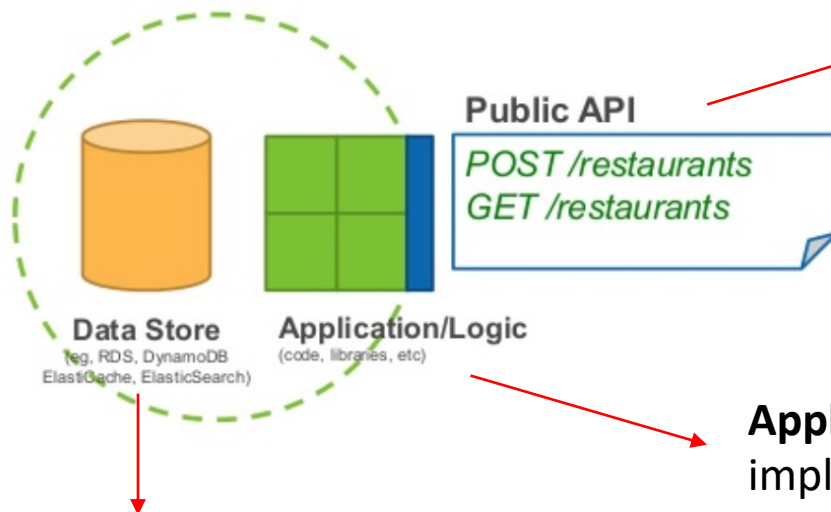 Public API
POST /restaurants
GET /restaurants
Data Store
(eg, RDS, DynamoDB
ElastiCache, ElasticSearch)
Application/Logic
(code, libraries, etc)
Appl
impl